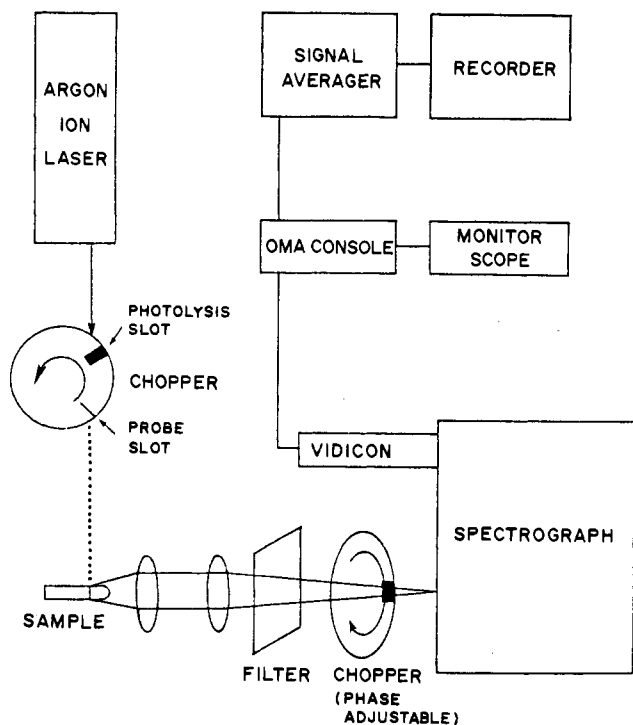 ARGON
ION
LASER
SIGNAL
AVERAGER
RECORDER
OMA CONSOLE
MONITOR
SCOPE
PHOTOLYSIS
SLOT
CHOPPER
PROBE
SLOT
VIDICON
SPECTROGRAPH
SAMPLE
FILTER
CHOPPER
(PHASE
ADJUSTABLE)